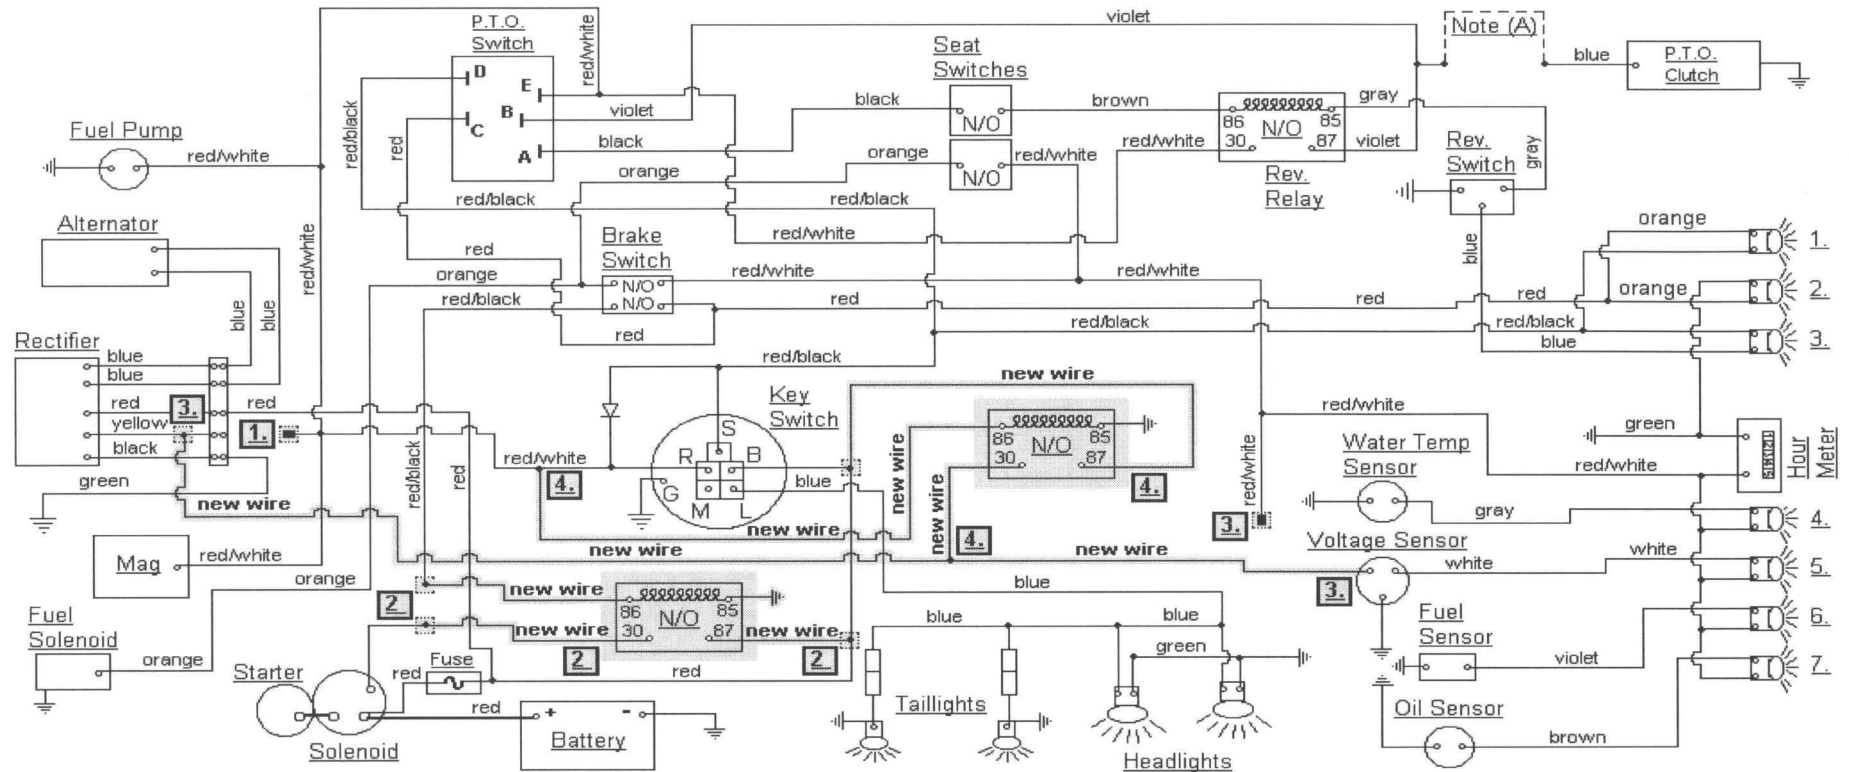 P.T.O.
Switch
D
E
B
C
A
red/white
violet
violet
black
black
orange
orange
red/black
red
Seat
Switches
N/O
N/O
brown
red/white
red/white
86
85
N/O
30
87
Rev.
Relay
gray
violet
gray
Note (A)
blue
P.T.O.
Clutch
Rev.
Switch
blue
Fuel Pump
red/white
Alternator
red/white
blue
blue
red/black
red/black
red/white
red
orange
red/black
Brake
Switch
N/O
N/O
red/white
red/white
red
red
red
red/black
red/black
orange
orange
blue
1.
2.
3.
Rectifier
blue
blue
red
3.
red
yellow
1.
black
green
new wire
red/black
red
red/black
Key
Switch
S
R
B
G
M
L
red/white
4.
blue
new wire
new wire
new wire
new wire
86
85
N/O
30
87
4.
4.
new wire
new wire
new wire
red/white
red/white
3.
green
red/white
Hour
Meter
Water Temp
Sensor
gray
4.
Voltage Sensor
3.
white
white
5.
Mag
red/white
orange
2
new wire
new wire
86
85
N/O
30
87
new wire
2
2
blue
blue
blue
green
Fuel
Solenoid
orange
Starter
red
Fuse
red
red
Solenoid
+
-
Battery
Taillights
Headlights
Fuel
Sensor
violet
6.
Oil Sensor
brown
7.